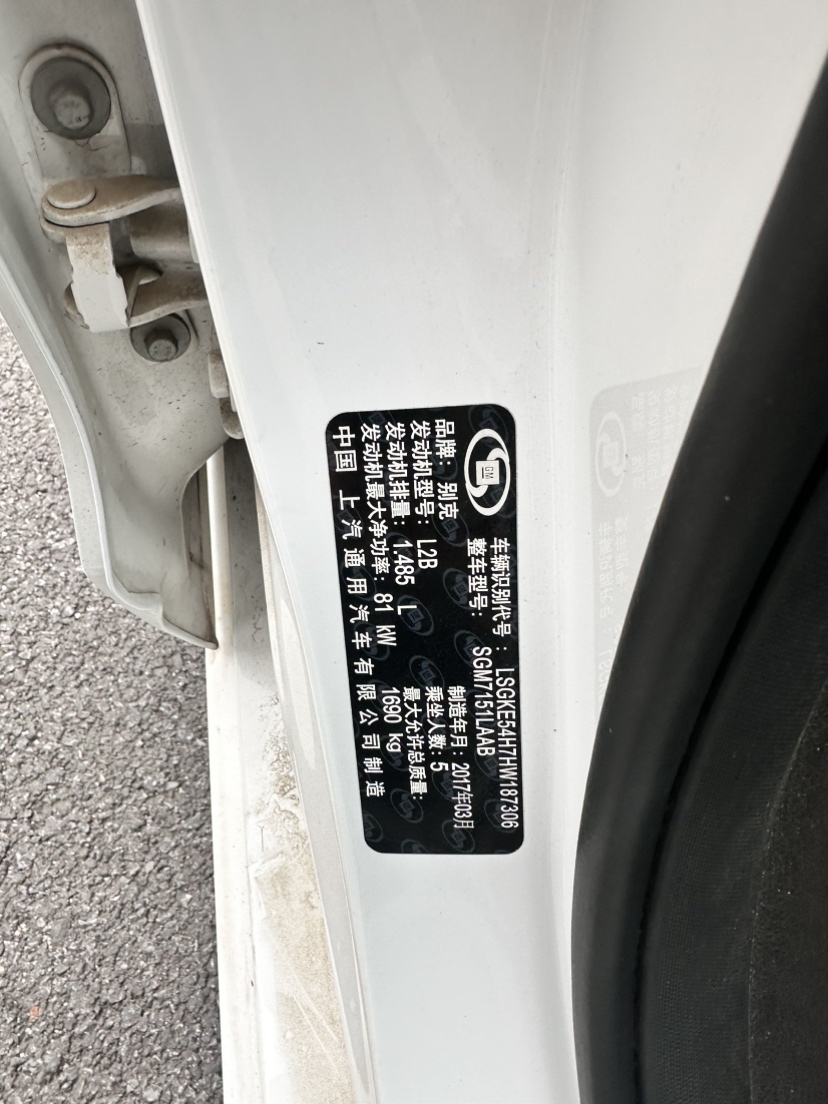 GM
车辆识别代号：LSGKE54H7HW187306
整车型号：SGM7151LAAB
品牌：别克 制造年月：2017年03月
发动机型号：L2B 乘坐人数：5
发动机排量：1.485 L 最大允许总质量：
发动机最大净功率：81 kW 1690 kg
中国 上汽通用汽车有限公司制造